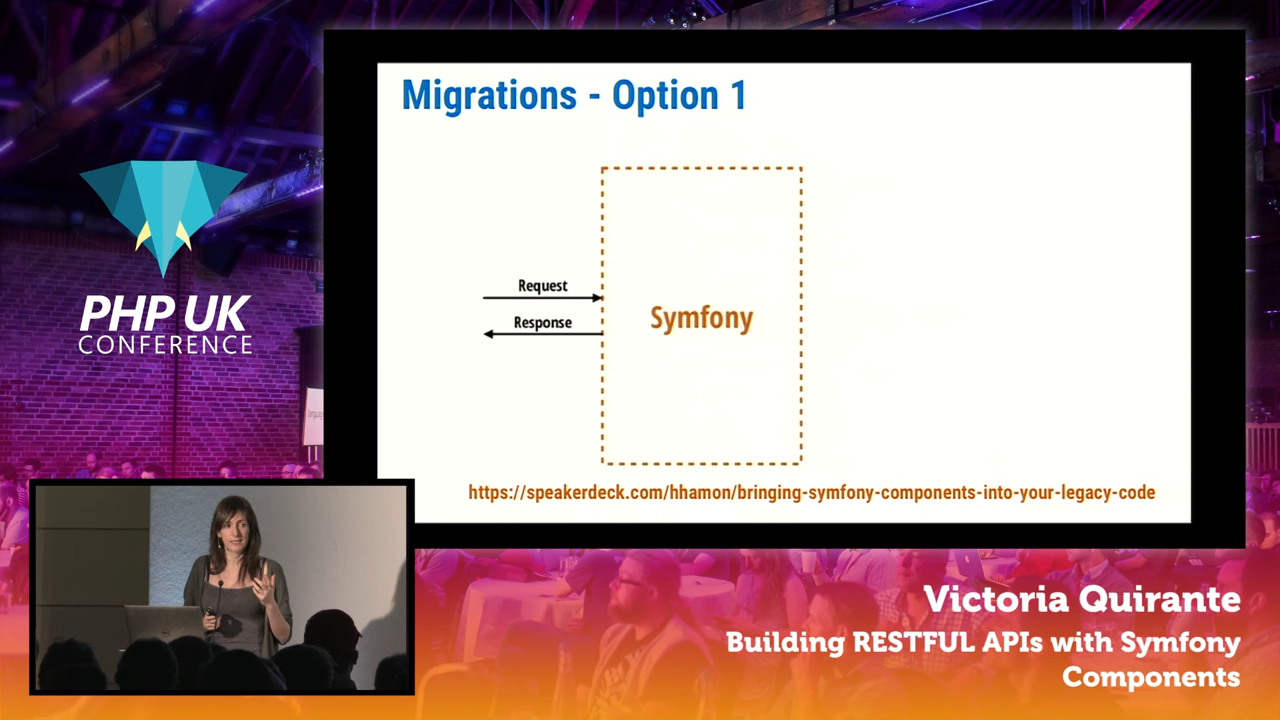 Migrations - Option 1
Request
Response
Symfony
https://speakerdeck.com/hhamon/bringing-symfony-components-into-your-legacy-code
PHP UK
CONFERENCE
Victoria Quirante
Building RESTFUL APIs with Symfony
Components